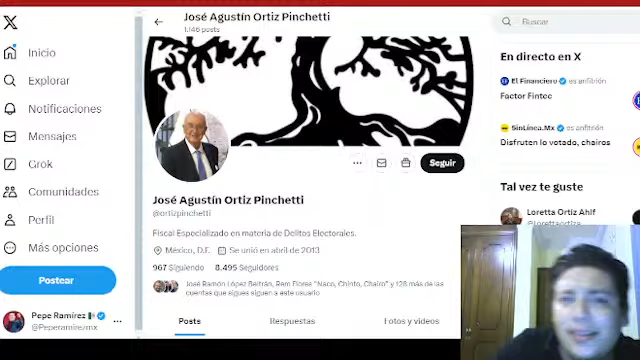 José Agustín Ortiz Pinchetti
1.146 posts
Inicio
Explorar
Notificaciones
Mensajes
Grok
Comunidades
Perfil
Más opciones
Postear
Pepe Ramírez
@Peperamirezmx
Seguir
José Agustín Ortiz Pinchetti
@ortizpinchetti
Fiscal Especializado en materia de Delitos Electorales.
México, D.F. Se unió en abril de 2013
967 Siguiendo 8.495 Seguidores
José Ramón López Beltrán, Rem Flores "Naco, Chinto, Chairo" y 128 más de las
cuentas que sigues siguen a este usuario
Posts Respuestas Fotos y videos
Buscar
En directo en X
El Financiero es anfitrión
Factor Fintec
SinLínea.Mx es anfitrión
Disfruten lo votado, chairos
Tal vez te guste
Loretta Ortiz Ahlf